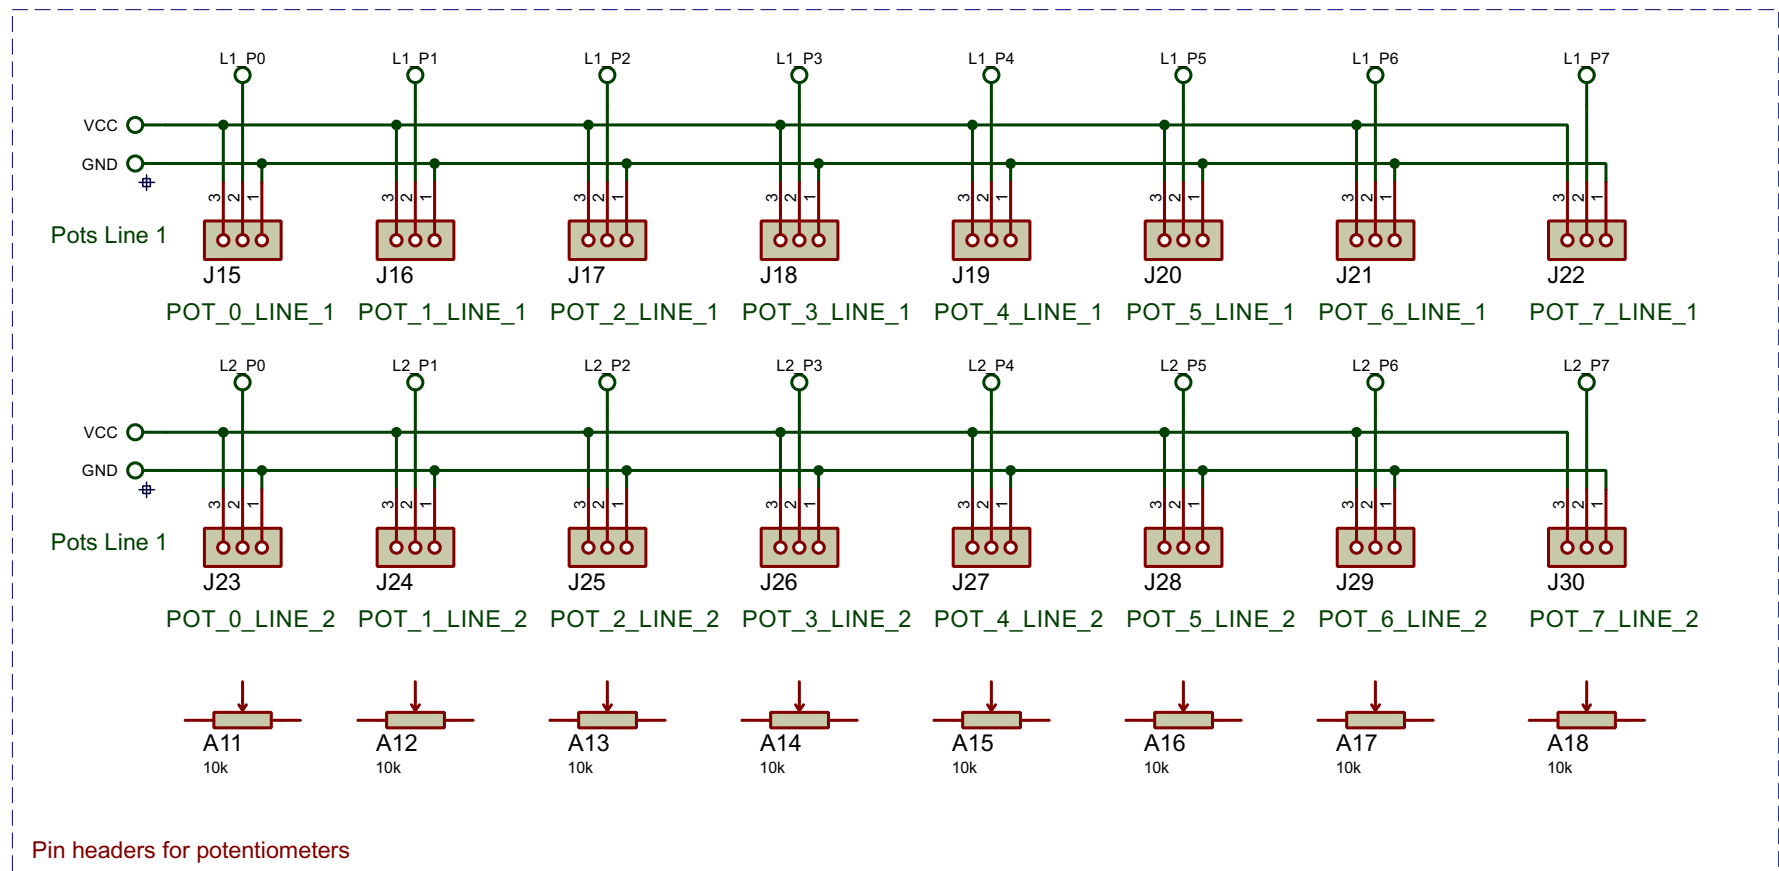 L1_P0 L1_P1 L1_P2 L1_P3 L1_P4 L1_P5 L1_P6 L1_P7
VCC
GND
3 2 1 3 2 1 3 2 1 3 2 1 3 2 1 3 2 1 3 2 1 3 2 1
Pots Line 1
J15 J16 J17 J18 J19 J20 J21 J22
POT_0_LINE_1 POT_1_LINE_1 POT_2_LINE_1 POT_3_LINE_1 POT_4_LINE_1 POT_5_LINE_1 POT_6_LINE_1 POT_7_LINE_1
L2_P0 L2_P1 L2_P2 L2_P3 L2_P4 L2_P5 L2_P6 L2_P7
VCC
GND
3 2 1 3 2 1 3 2 1 3 2 1 3 2 1 3 2 1 3 2 1 3 2 1
Pots Line 1
J23 J24 J25 J26 J27 J28 J29 J30
POT_0_LINE_2 POT_1_LINE_2 POT_2_LINE_2 POT_3_LINE_2 POT_4_LINE_2 POT_5_LINE_2 POT_6_LINE_2 POT_7_LINE_2
A11 A12 A13 A14 A15 A16 A17 A18
10k 10k 10k 10k 10k 10k 10k 10k
Pin headers for potentiometers